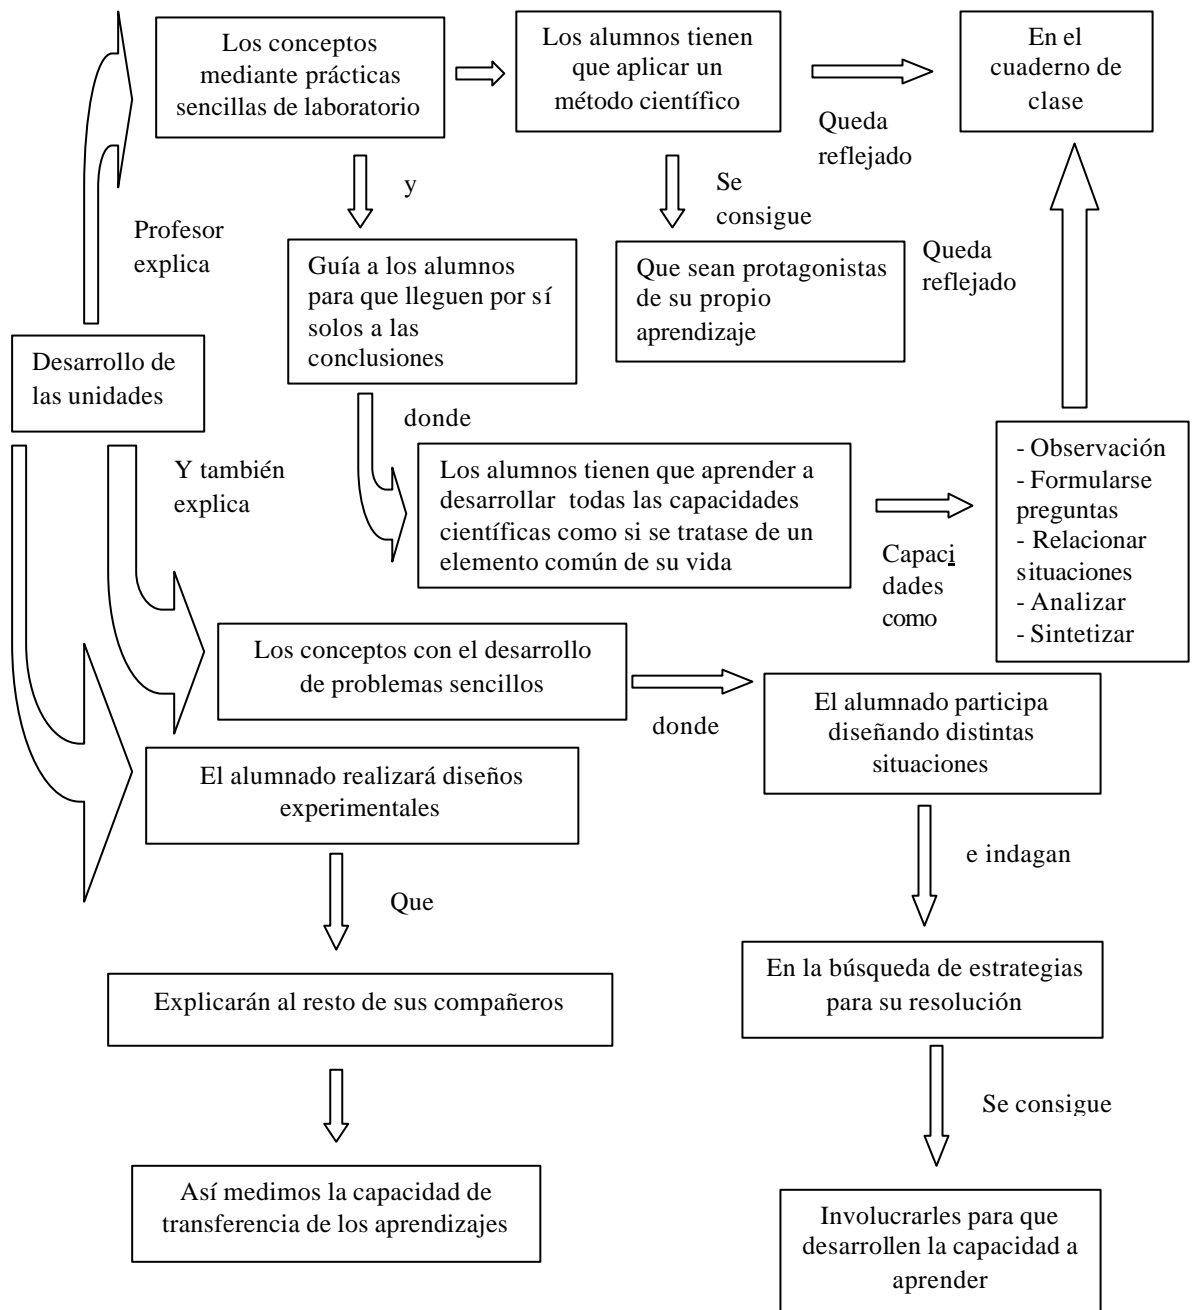 Los conceptos
mediante prácticas
sencillas de laboratorio
Los alumnos tienen
que aplicar un
método científico
En el
cuaderno de
clase
Queda
reflejado
y
Se
consigue
Profesor
explica
Guía a los alumnos
para que lleguen por sí
solos a las
conclusiones
Que sean protagonistas
de su propio
aprendizaje
Queda
reflejado
Desarrollo de
las unidades
donde
Y también
explica
Los alumnos tienen que aprender a
desarrollar todas las capacidades
científicas como si se tratase de un
elemento común de su vida
Capaci
dades
como
- Observación
- Formularse
preguntas
- Relacionar
situaciones
- Analizar
- Sintetizar
Los conceptos con el desarrollo
de problemas sencillos
donde
El alumnado participa
diseñando distintas
situaciones
El alumnado realizará diseños
experimentales
e indagan
Que
En la búsqueda de estrategias
para su resolución
Explicarán al resto de sus compañeros
Se consigue
Así medimos la capacidad de
transferencia de los aprendizajes
Involucrarles para que
desarrollen la capacidad a
aprender